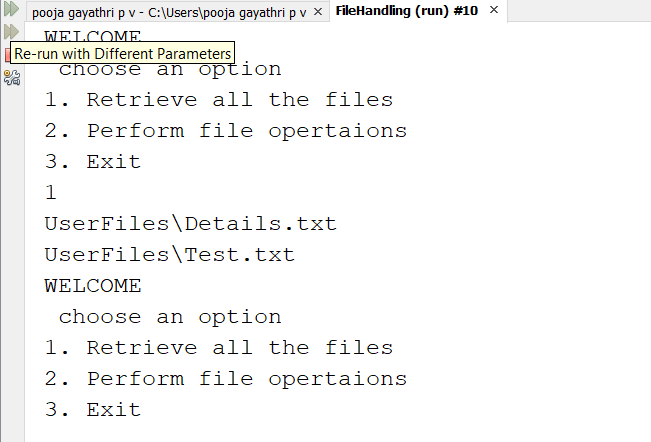 pooja gayathri p v - C:\Users\pooja gayathri p v × FileHandling (run) #10 ×
WELCOME
Re-run with Different Parameters
choose an option
1. Retrieve all the files
2. Perform file opertaions
3. Exit
1
UserFiles\Details.txt
UserFiles\Test.txt
WELCOME
choose an option
1. Retrieve all the files
2. Perform file opertaions
3. Exit